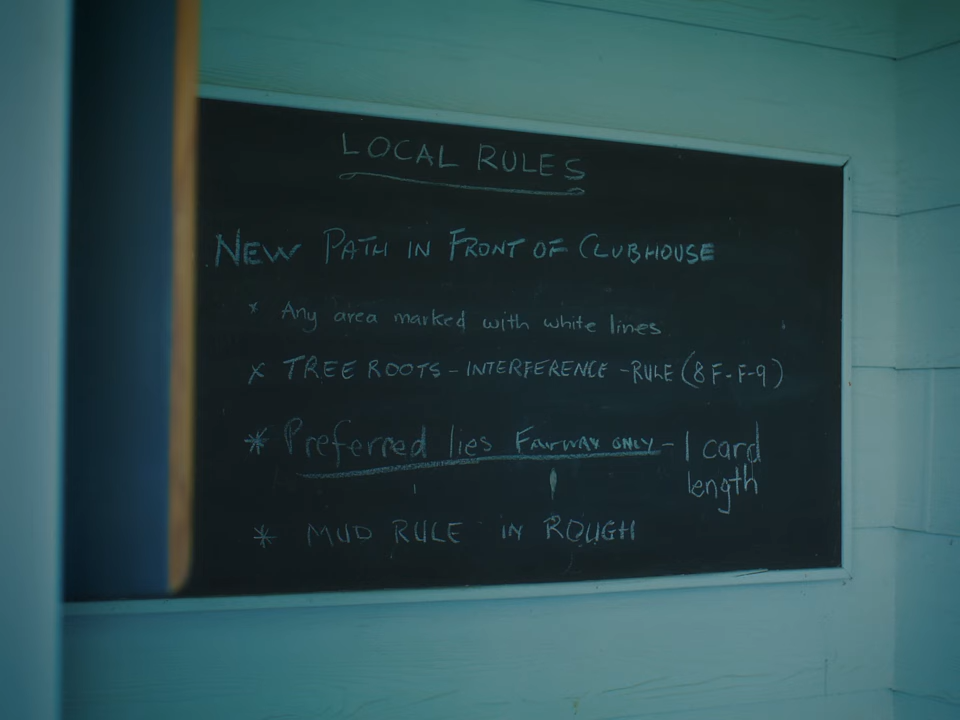 LOCAL RULES
NEW PATH IN FRONT OF CLUBHOUSE
* Any area marked with white lines.
x TREE ROOTS - INTERFERENCE - RULE (8F-F-9)
* Preferred lies FAIRWAY ONLY - 1 card
length
* MUD RULE IN ROUGH